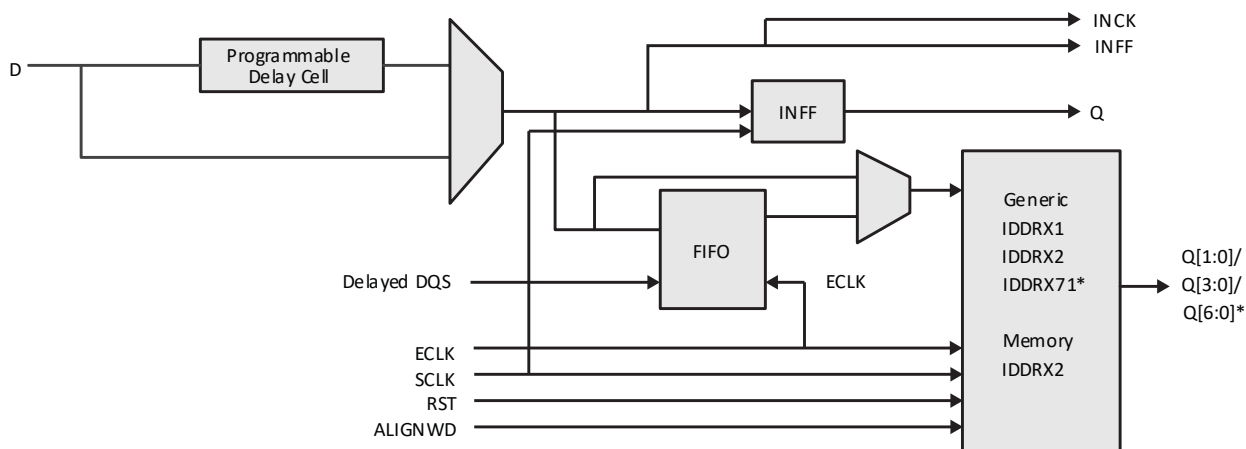 INCK
INFF
D
Programmable
Delay Cell
INFF
Q
Generic
IDDRX1
IDDRX2
IDDRX71*
Memory
IDDRX2
FIFO
Delayed DQS
ECLK
Q[1:0]/
Q[3:0]/
Q[6:0]*
ECLK
SCLK
RST
ALIGNWD